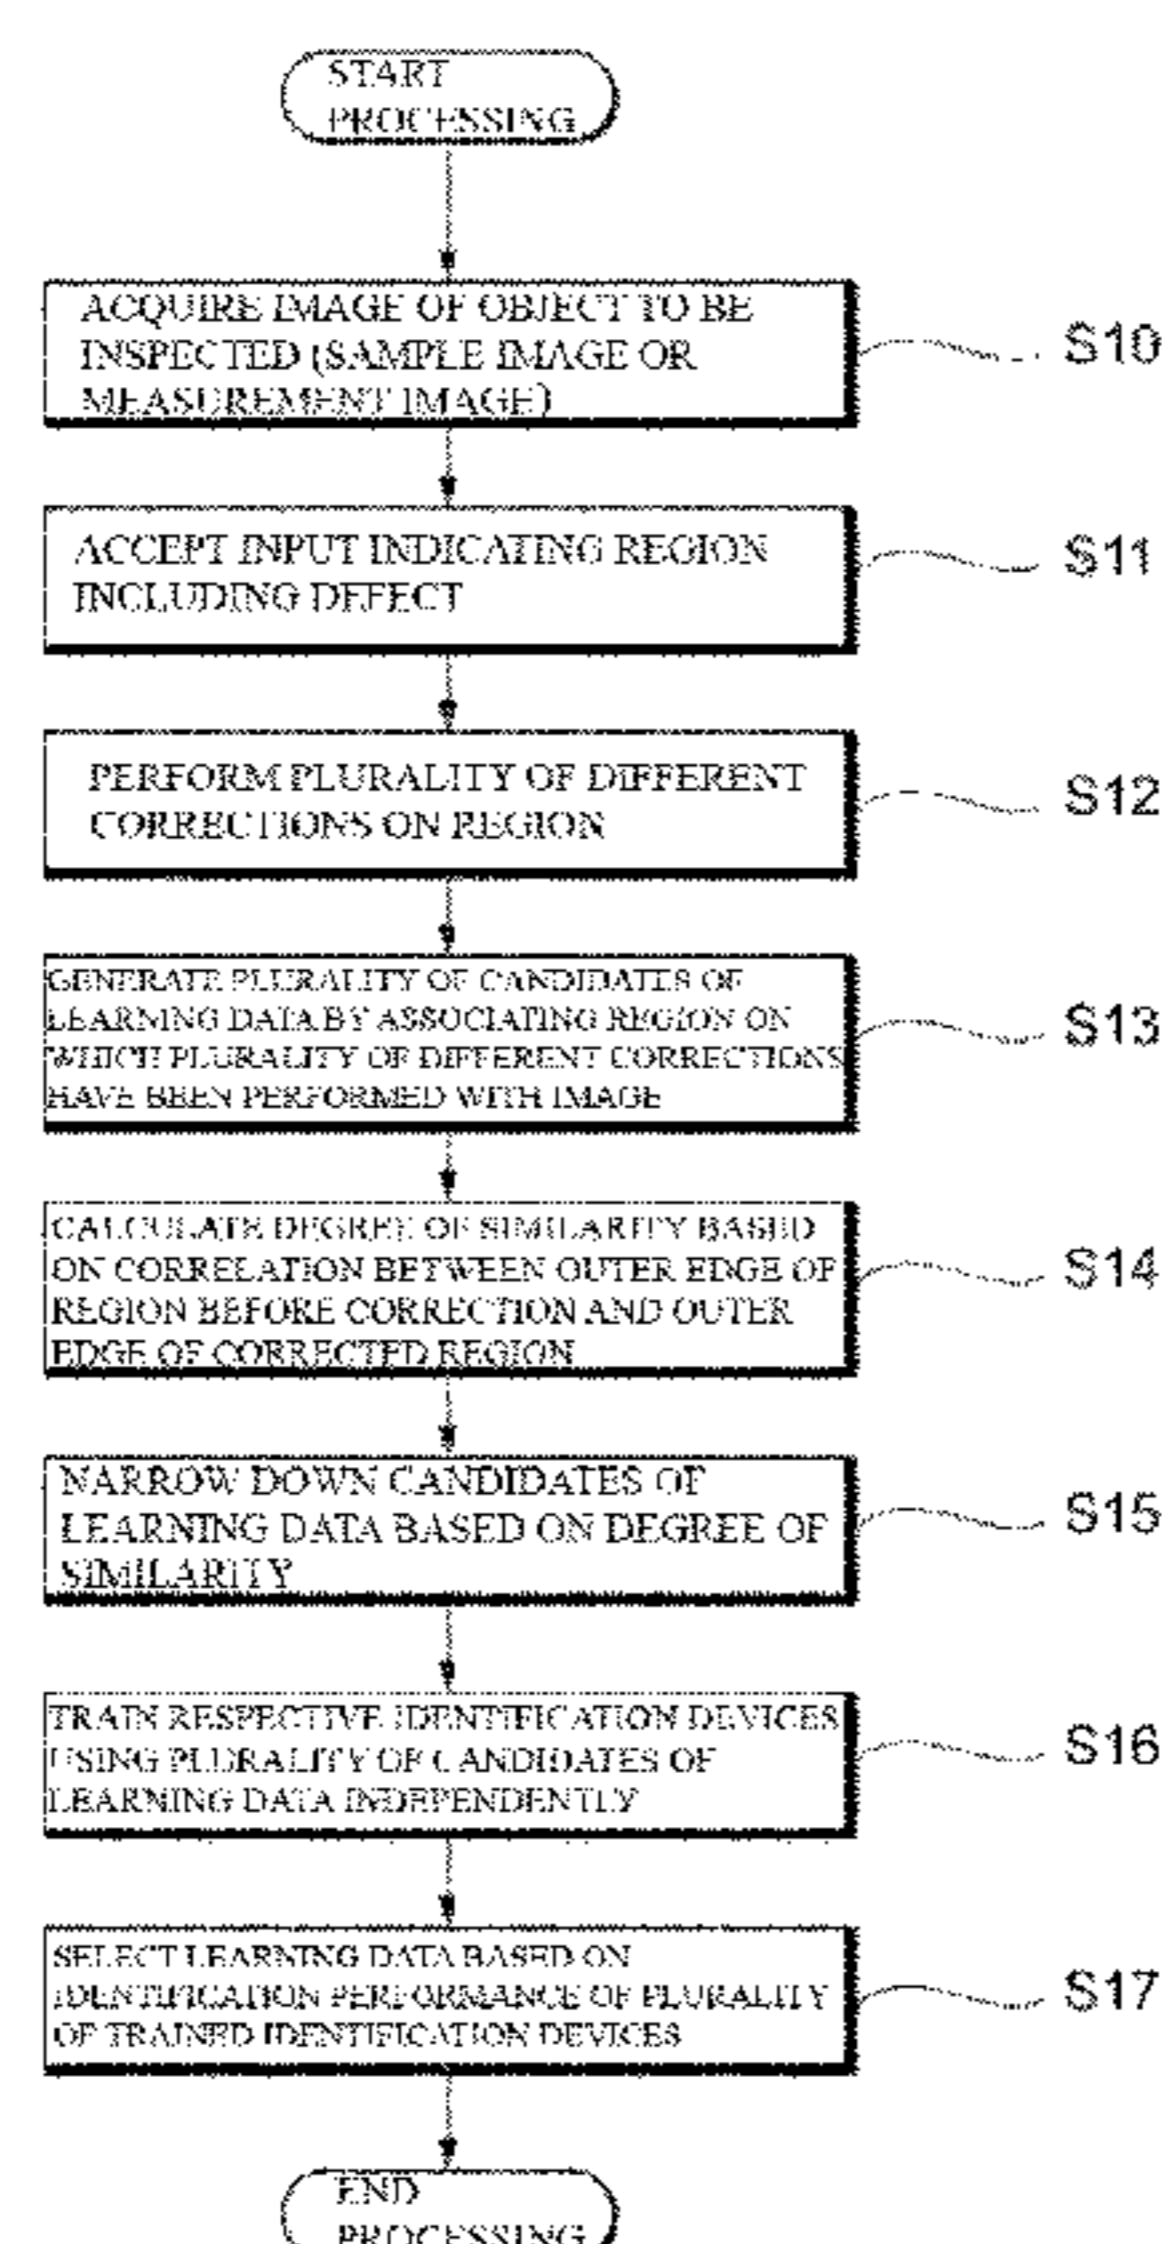 START
PROCESSING
ACQUIRE IMAGE OF OBJECT TO BE
INSPECTED (SAMPLE IMAGE OR
MEASUREMENT IMAGE)
S10
ACCEPT INPUT INDICATING REGION
INCLUDING DEFECT
S11
PERFORM PLURALITY OF DIFFERENT
CORRECTIONS ON REGION
S12
GENERATE PLURALITY OF CANDIDATES OF
LEARNING DATA BY ASSOCIATING REGION ON
WHICH PLURALITY OF DIFFERENT CORRECTIONS
HAVE BEEN PERFORMED WITH IMAGE
S13
CALCULATE DEGREE OF SIMILARITY BASED
ON CORRELATION BETWEEN OUTER EDGE OF
REGION BEFORE CORRECTION AND OUTER
EDGE OF CORRECTED REGION
S14
NARROW DOWN CANDIDATES OF
LEARNING DATA BASED ON DEGREE OF
SIMILARITY
S15
TRAIN RESPECTIVE IDENTIFICATION DEVICES
USING PLURALITY OF CANDIDATES OF
LEARNING DATA INDEPENDENTLY
S16
SELECT LEARNING DATA BASED ON
IDENTIFICATION PERFORMANCE OF PLURALITY
OF TRAINED IDENTIFICATION DEVICES
S17
END
PROCESSING